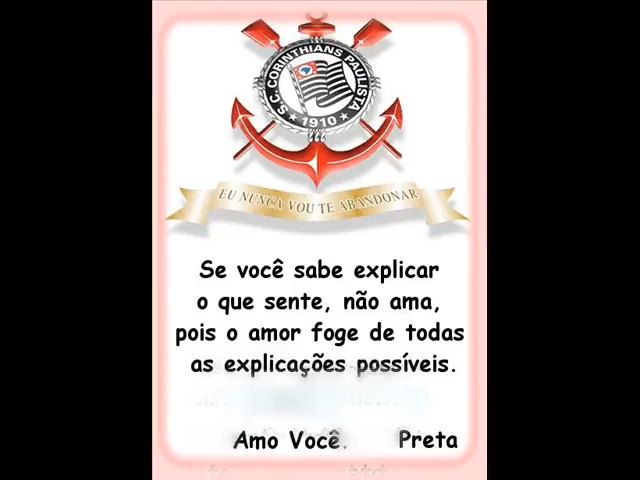 S.C. CORINTHIANS PAULISTA
1910
EU NUNCA VOU TE ABANDONAR
Se você sabe explicar
o que sente, não ama,
pois o amor foge de todas
as explicações possíveis.
Amo Você. Preta